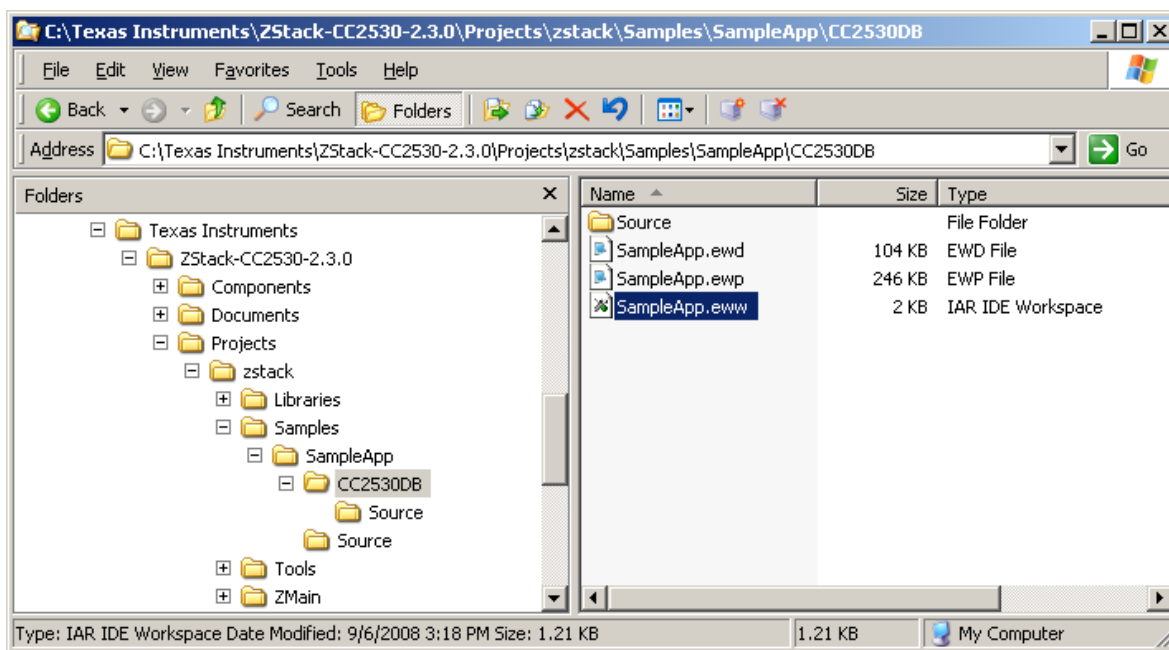 C:\Texas Instruments\ZStack-CC2530-2.3.0\Projects\zstack\Samples\SampleApp\CC2530DB
File Edit View Favorites Tools Help
Back Search Folders
Address C:\Texas Instruments\ZStack-CC2530-2.3.0\Projects\zstack\Samples\SampleApp\CC2530DB Go
Folders
Texas Instruments
ZStack-CC2530-2.3.0
Components
Documents
Projects
zstack
Libraries
Samples
SampleApp
CC2530DB
Source
Source
Tools
ZMain
Name Size Type
Source File Folder
SampleApp.ewd 104 KB EWD File
SampleApp.ewp 246 KB EWP File
SampleApp.eww 2 KB IAR IDE Workspace
Type: IAR IDE Workspace Date Modified: 9/6/2008 3:18 PM Size: 1.21 KB 1.21 KB My Computer